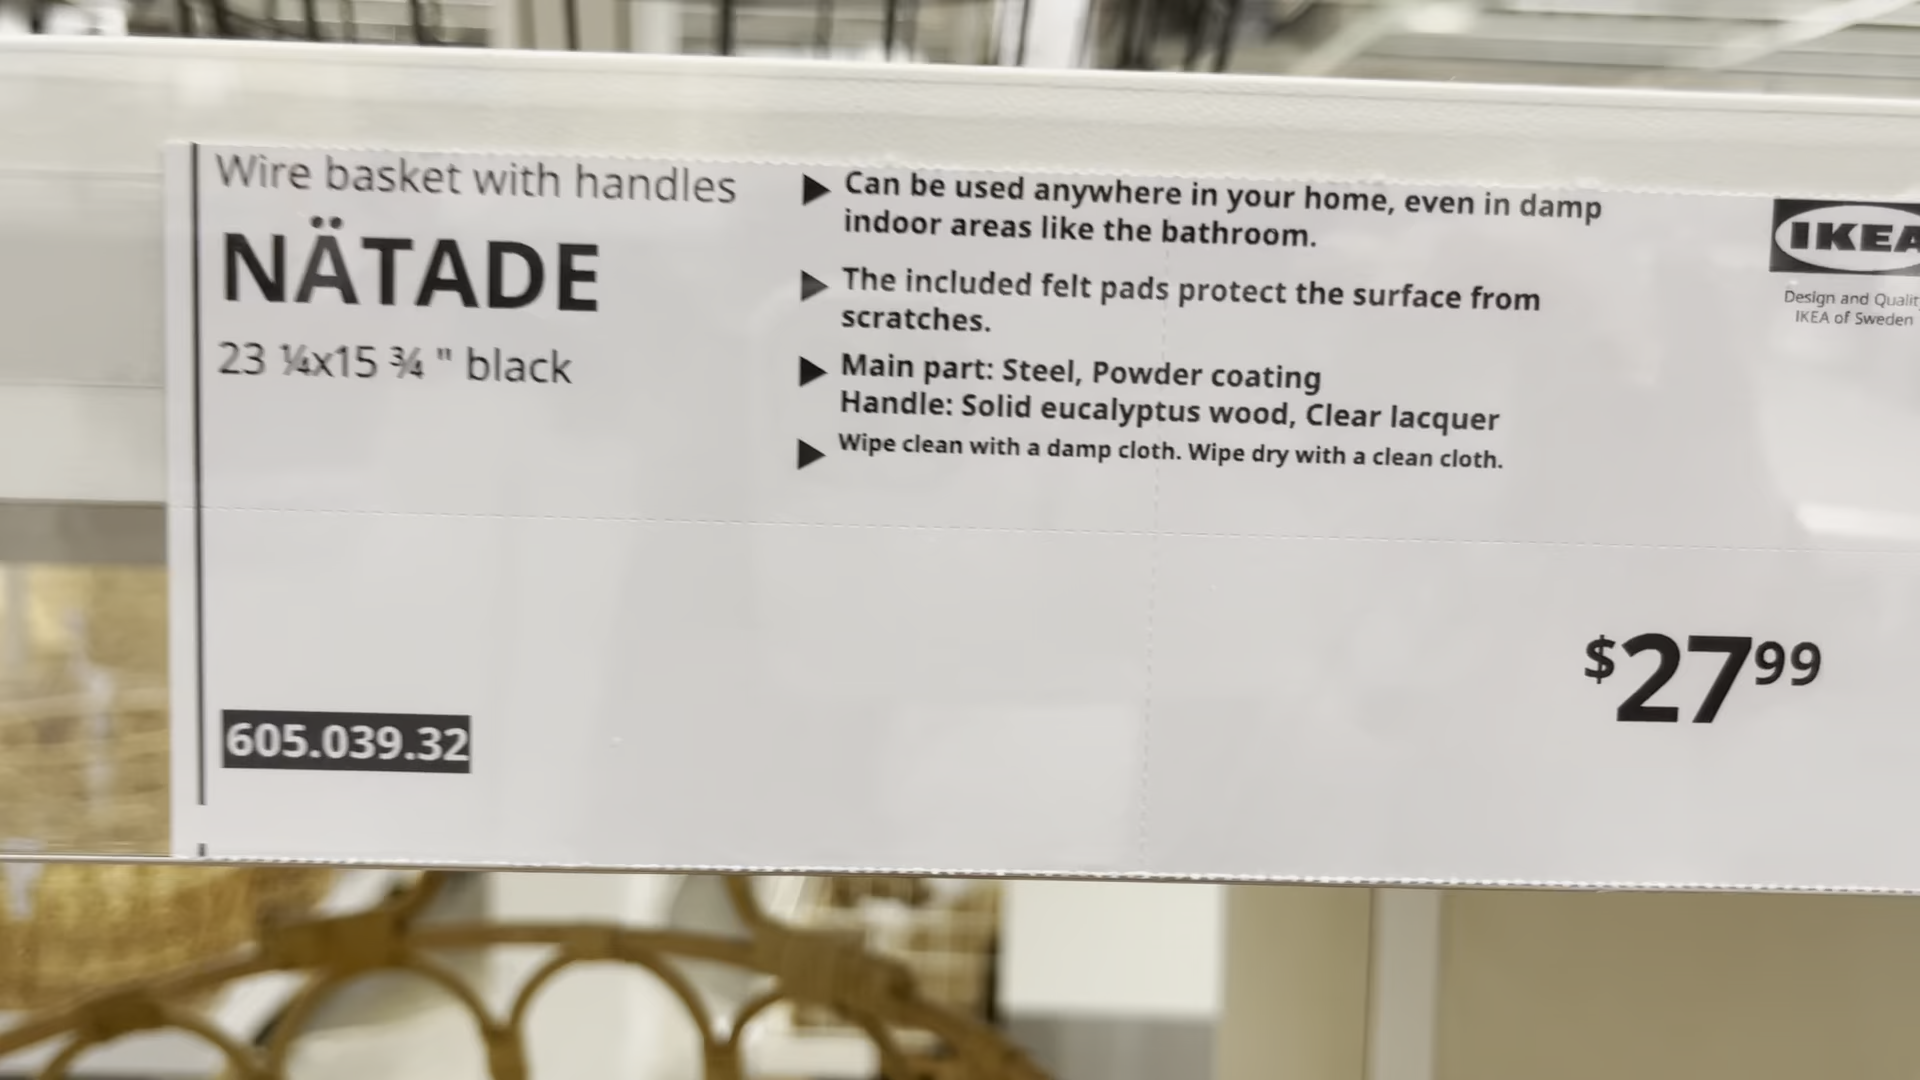 Wire basket with handles
NÄTADE
23 ¼x15 ¾ " black
▶ Can be used anywhere in your home, even in damp
indoor areas like the bathroom.
▶ The included felt pads protect the surface from
scratches.
▶ Main part: Steel, Powder coating
Handle: Solid eucalyptus wood, Clear lacquer
▶ Wipe clean with a damp cloth. Wipe dry with a clean cloth.
IKEA
Design and Qualit
IKEA of Sweden
$27 99
605.039.32